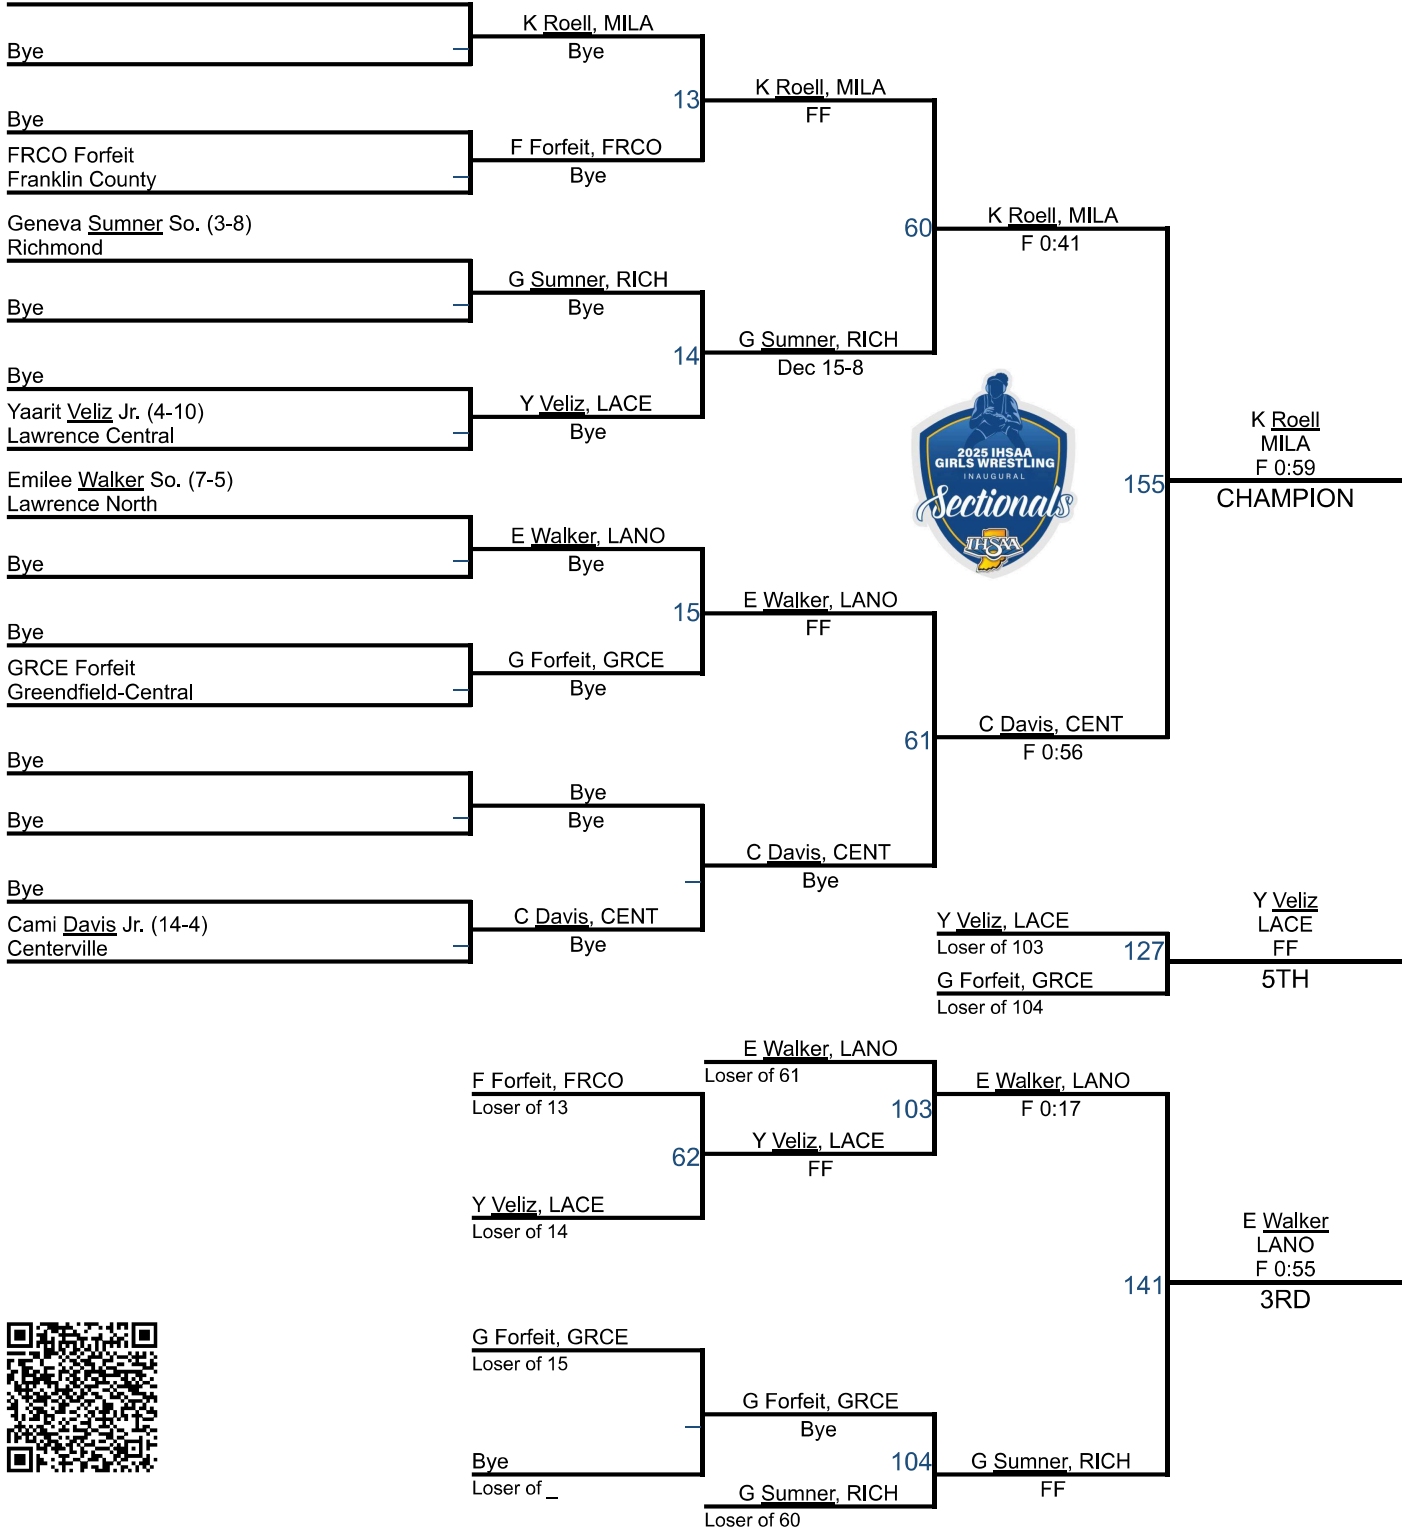 Bye
K Roell, MILA
Bye
13
K Roell, MILA
FF
Bye
FRCO Forfeit
Franklin County
F Forfeit, FRCO
Bye
60
K Roell, MILA
F 0:41
Geneva Sumner So. (3-8)
Richmond
G Sumner, RICH
Bye
Bye
14
G Sumner, RICH
Dec 15-8
Bye
Yaarit Veliz Jr. (4-10)
Lawrence Central
Y Veliz, LACE
Bye
2025 IHSAA
GIRLS WRESTLING
INAUGURAL
Sectionals
IHSAA
155
K Roell
MILA
F 0:59
CHAMPION
Emilee Walker So. (7-5)
Lawrence North
E Walker, LANO
Bye
Bye
15
E Walker, LANO
FF
Bye
GRCE Forfeit
Greendfield-Central
G Forfeit, GRCE
Bye
61
C Davis, CENT
F 0:56
Bye
Bye
Bye
Bye
C Davis, CENT
Bye
Bye
Cami Davis Jr. (14-4)
Centerville
C Davis, CENT
Bye
Y Veliz, LACE
Loser of 103
127
G Forfeit, GRCE
Loser of 104
Y Veliz
LACE
FF
5TH
E Walker, LANO
Loser of 61
F Forfeit, FRCO
Loser of 13
103
E Walker, LANO
F 0:17
62
Y Veliz, LACE
FF
Y Veliz, LACE
Loser of 14
141
E Walker
LANO
F 0:55
3RD
G Forfeit, GRCE
Loser of 15
G Forfeit, GRCE
Bye
Bye
Loser of _
104
G Sumner, RICH
FF
G Sumner, RICH
Loser of 60